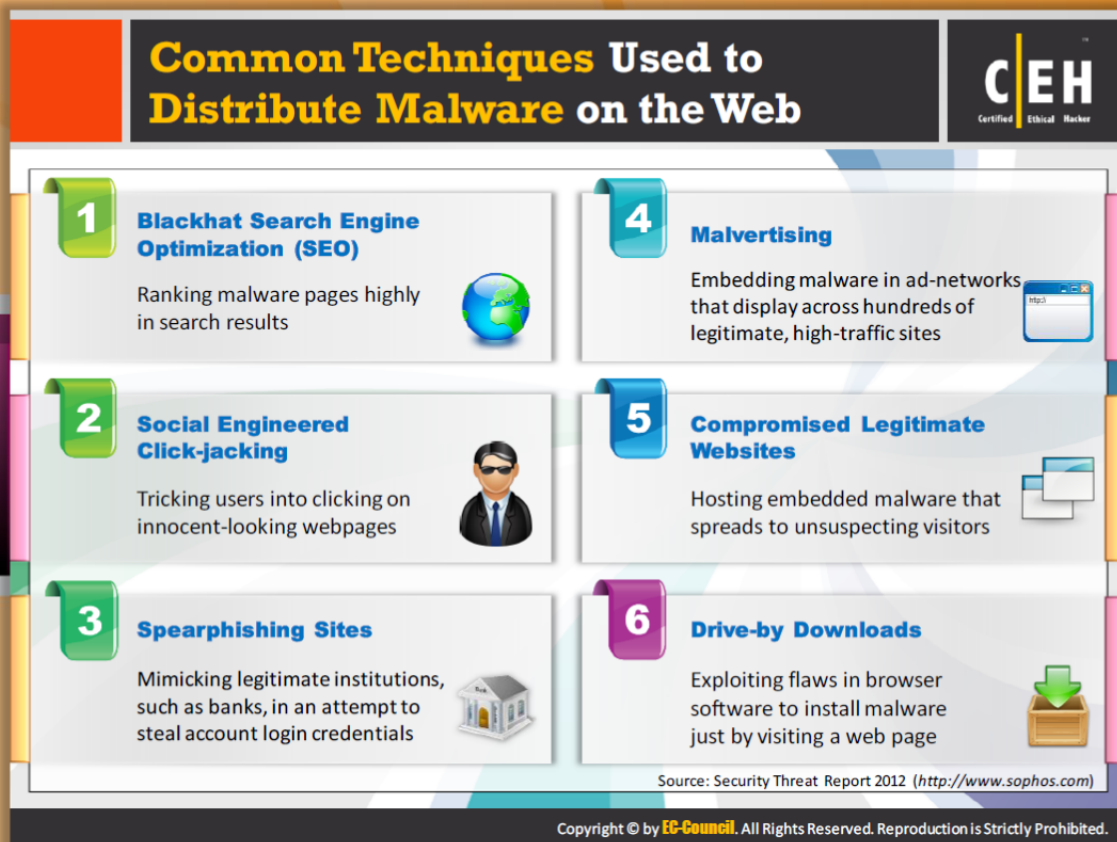 Common Techniques Used to
Distribute Malware on the Web
CEH
Certified Ethical Hacker
™
1
Blackhat Search Engine
Optimization (SEO)
Ranking malware pages highly
in search results
2
Social Engineered
Click-jacking
Tricking users into clicking on
innocent-looking webpages
3
Spearphishing Sites
Mimicking legitimate institutions,
such as banks, in an attempt to
steal account login credentials
Bank
4
Malvertising
Embedding malware in ad-networks
that display across hundreds of
legitimate, high-traffic sites
http://
5
Compromised Legitimate
Websites
Hosting embedded malware that
spreads to unsuspecting visitors
6
Drive-by Downloads
Exploiting flaws in browser
software to install malware
just by visiting a web page
Source: Security Threat Report 2012 (http://www.sophos.com)
Copyright © by EC-Council. All Rights Reserved. Reproduction is Strictly Prohibited.